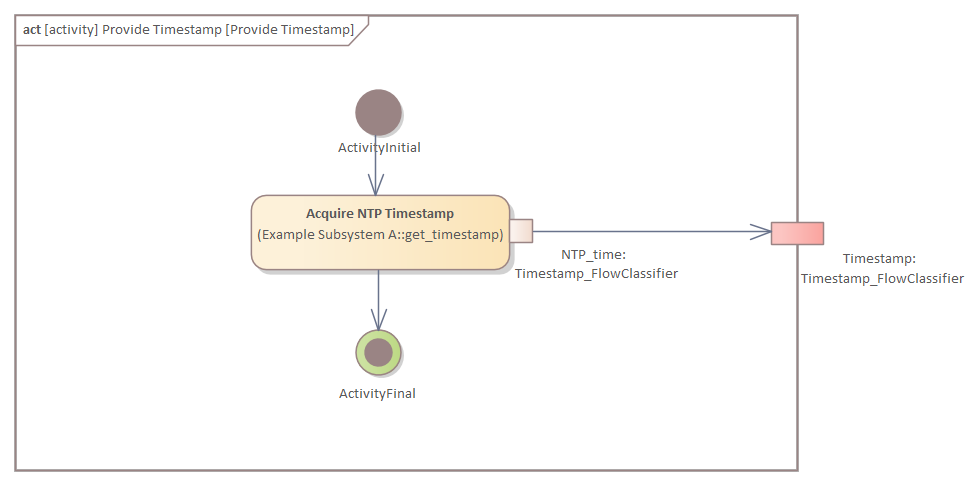 act [activity] Provide Timestamp [Provide Timestamp]
ActivityInitial
Acquire NTP Timestamp
(Example Subsystem A::get_timestamp)
NTP_time:
Timestamp_FlowClassifier
Timestamp:
Timestamp_FlowClassifier
ActivityFinal